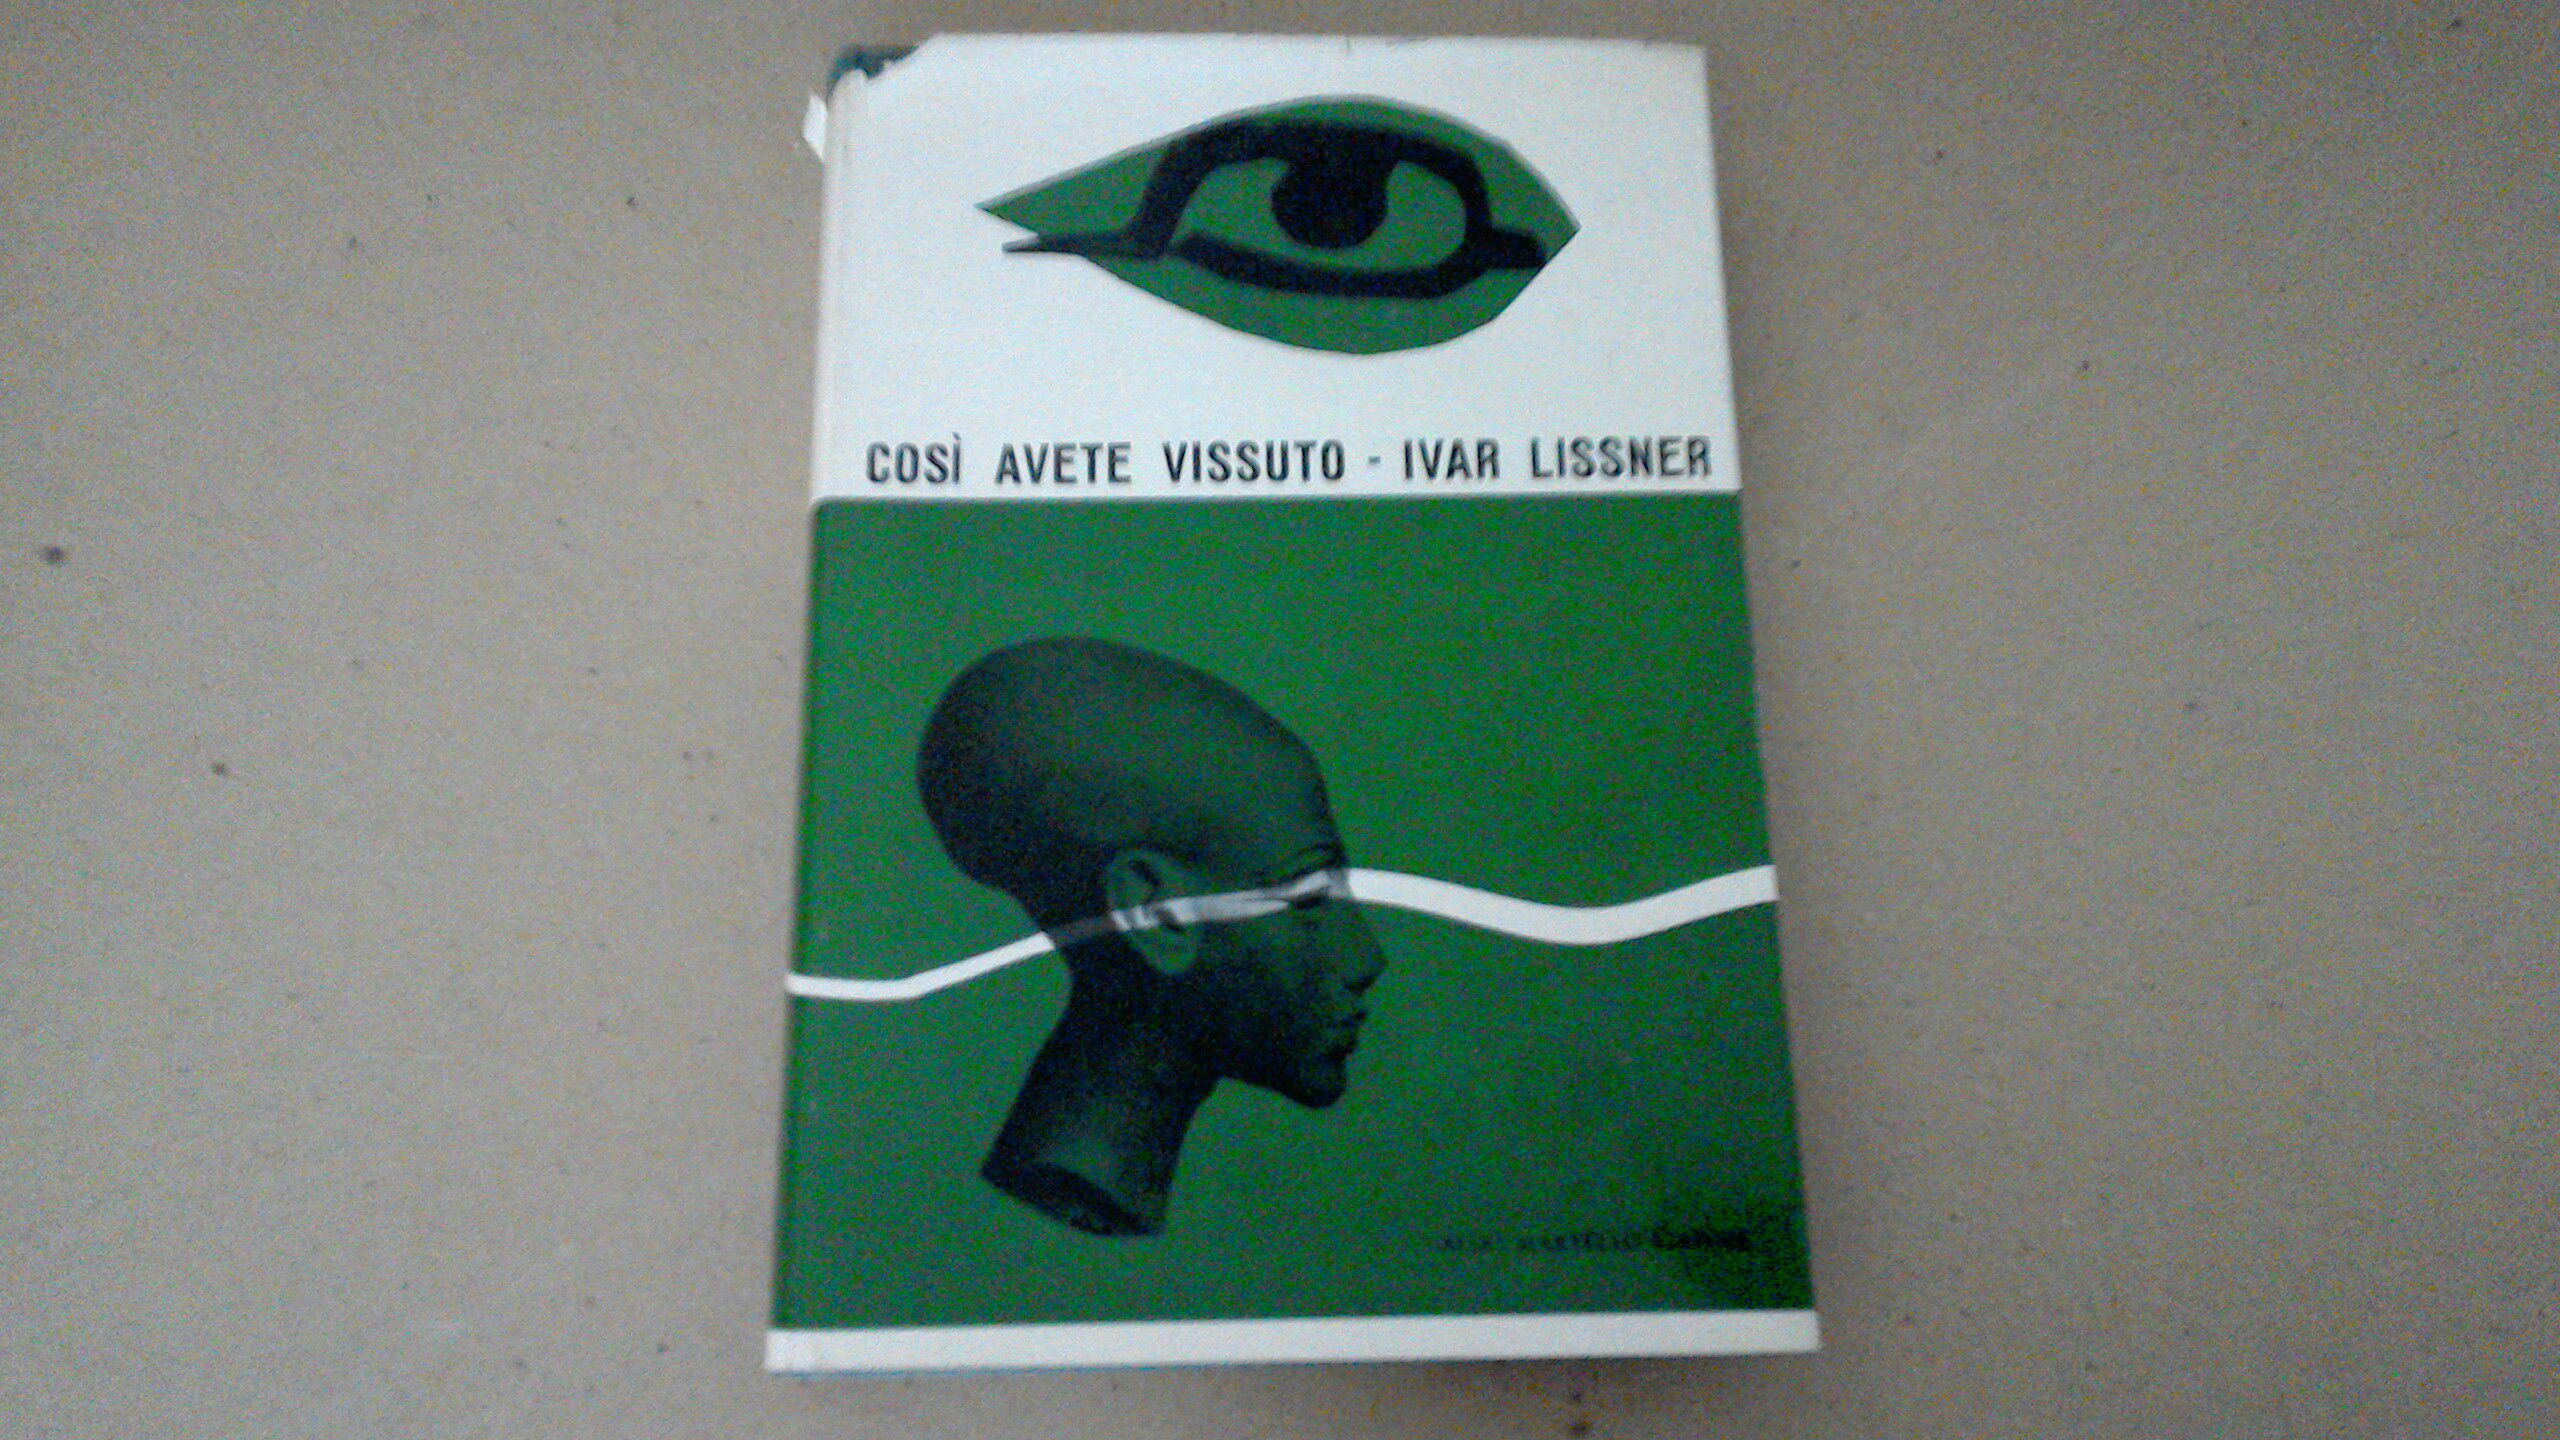 COSÌ AVETE VISSUTO - IVAR LISSNER